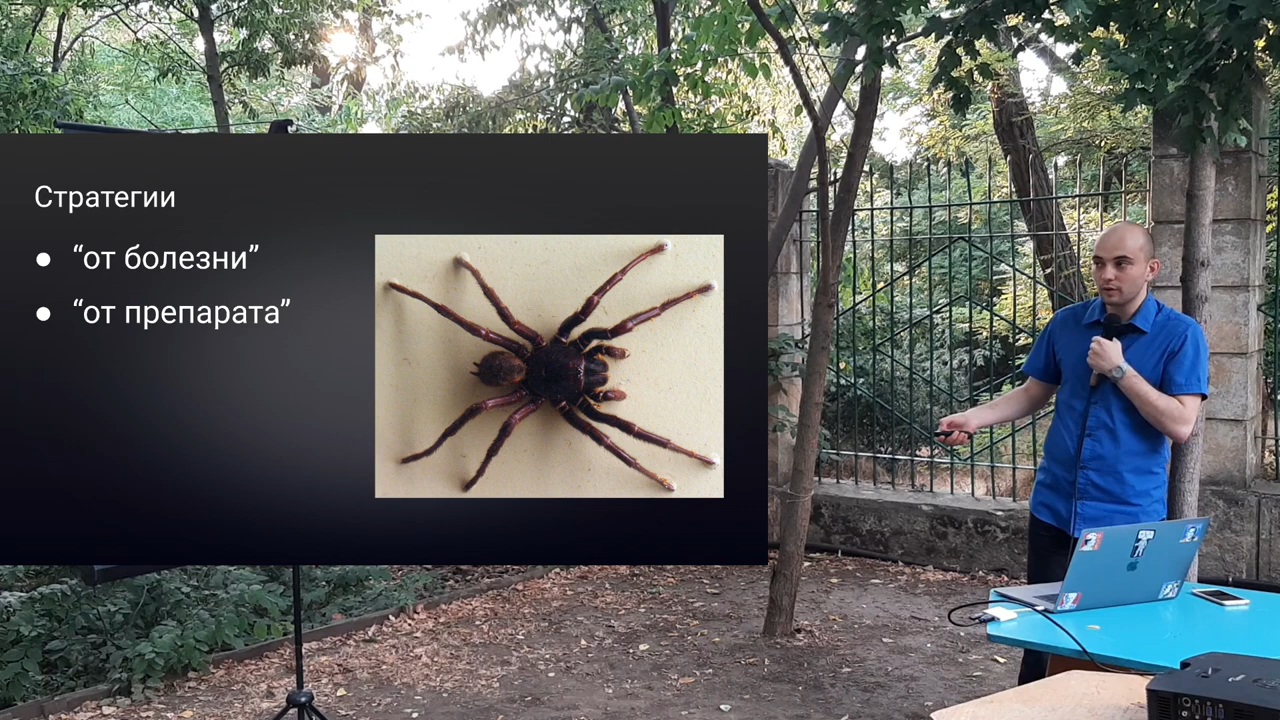 Стратегии
● “от болезни”
● “от препарата”